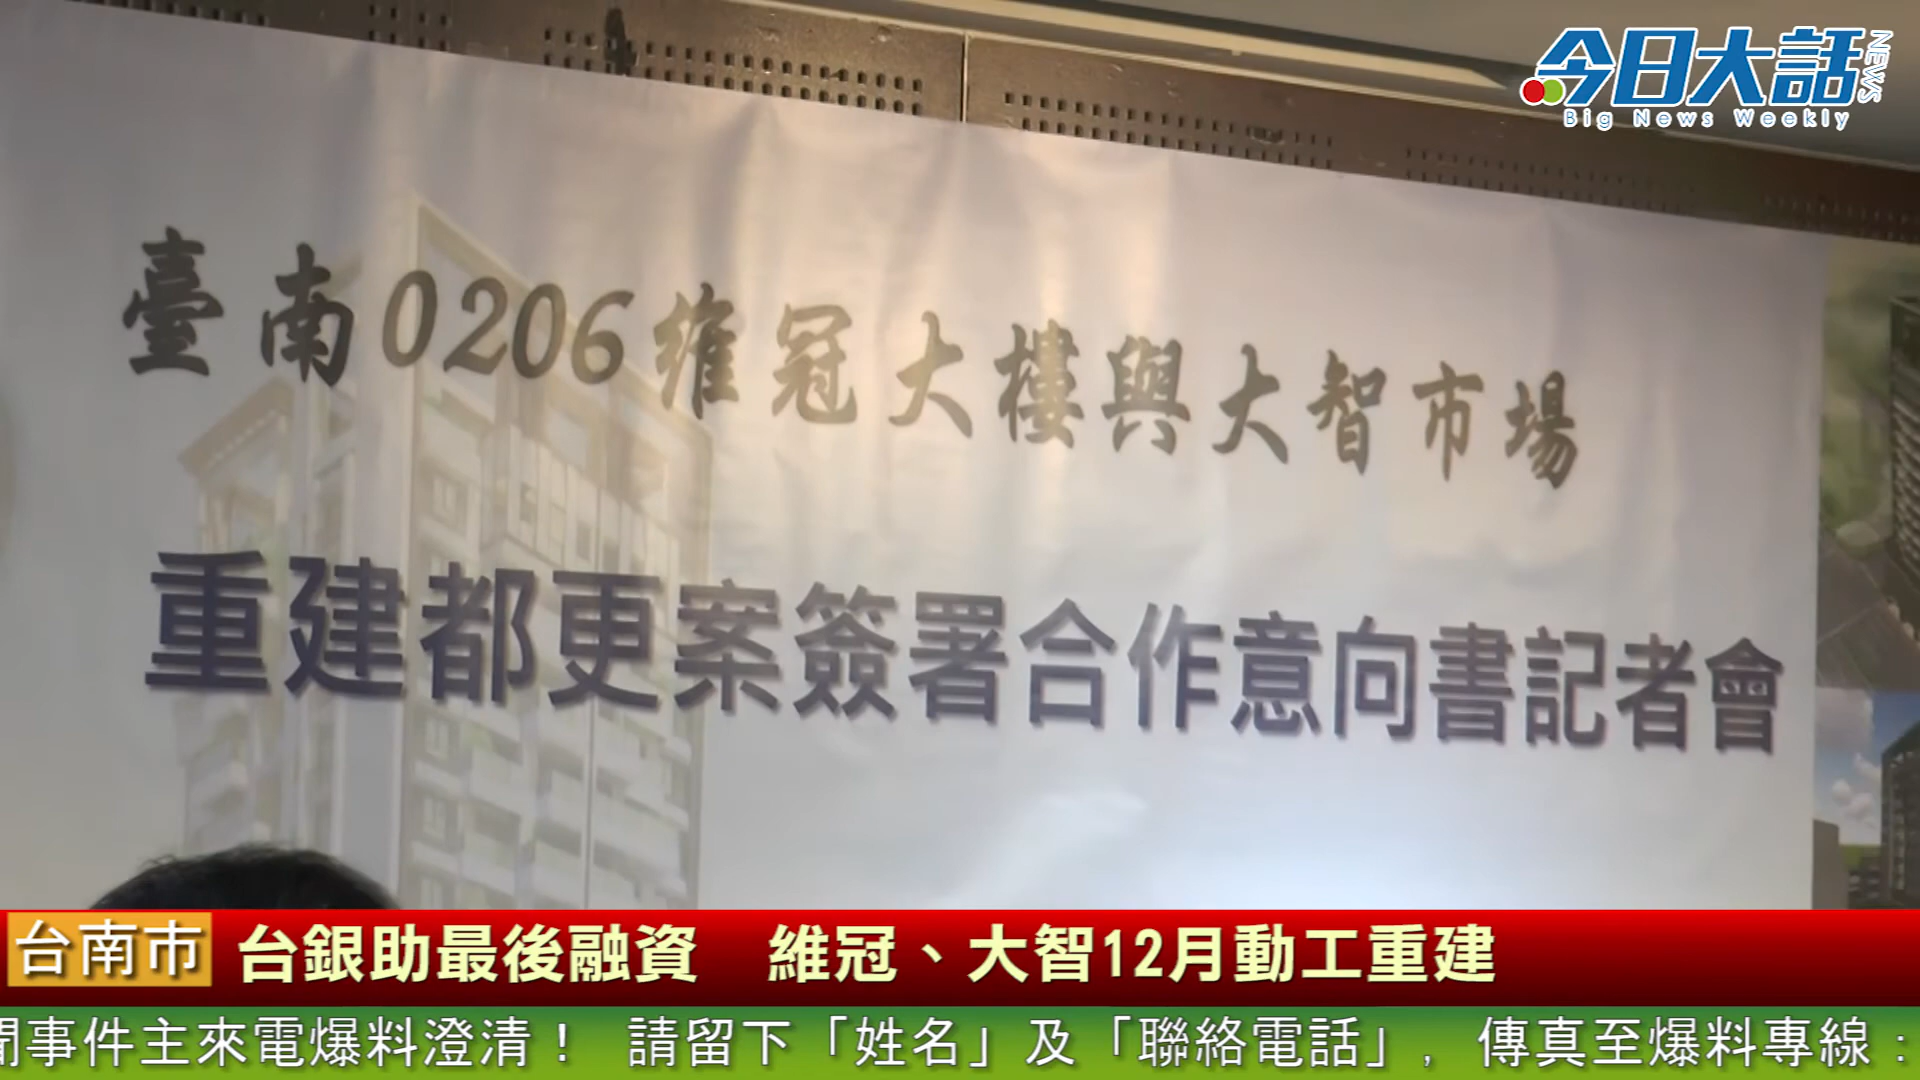 今日大話 NEWS
Big News Weekly
臺南0206維冠大樓與大智市場
重建都更案簽署合作意向書記者會
台南市 台銀助最後融資 維冠、大智12月動工重建
聞事件主來電爆料澄清！ 請留下「姓名」及「聯絡電話」, 傳真至爆料專線：